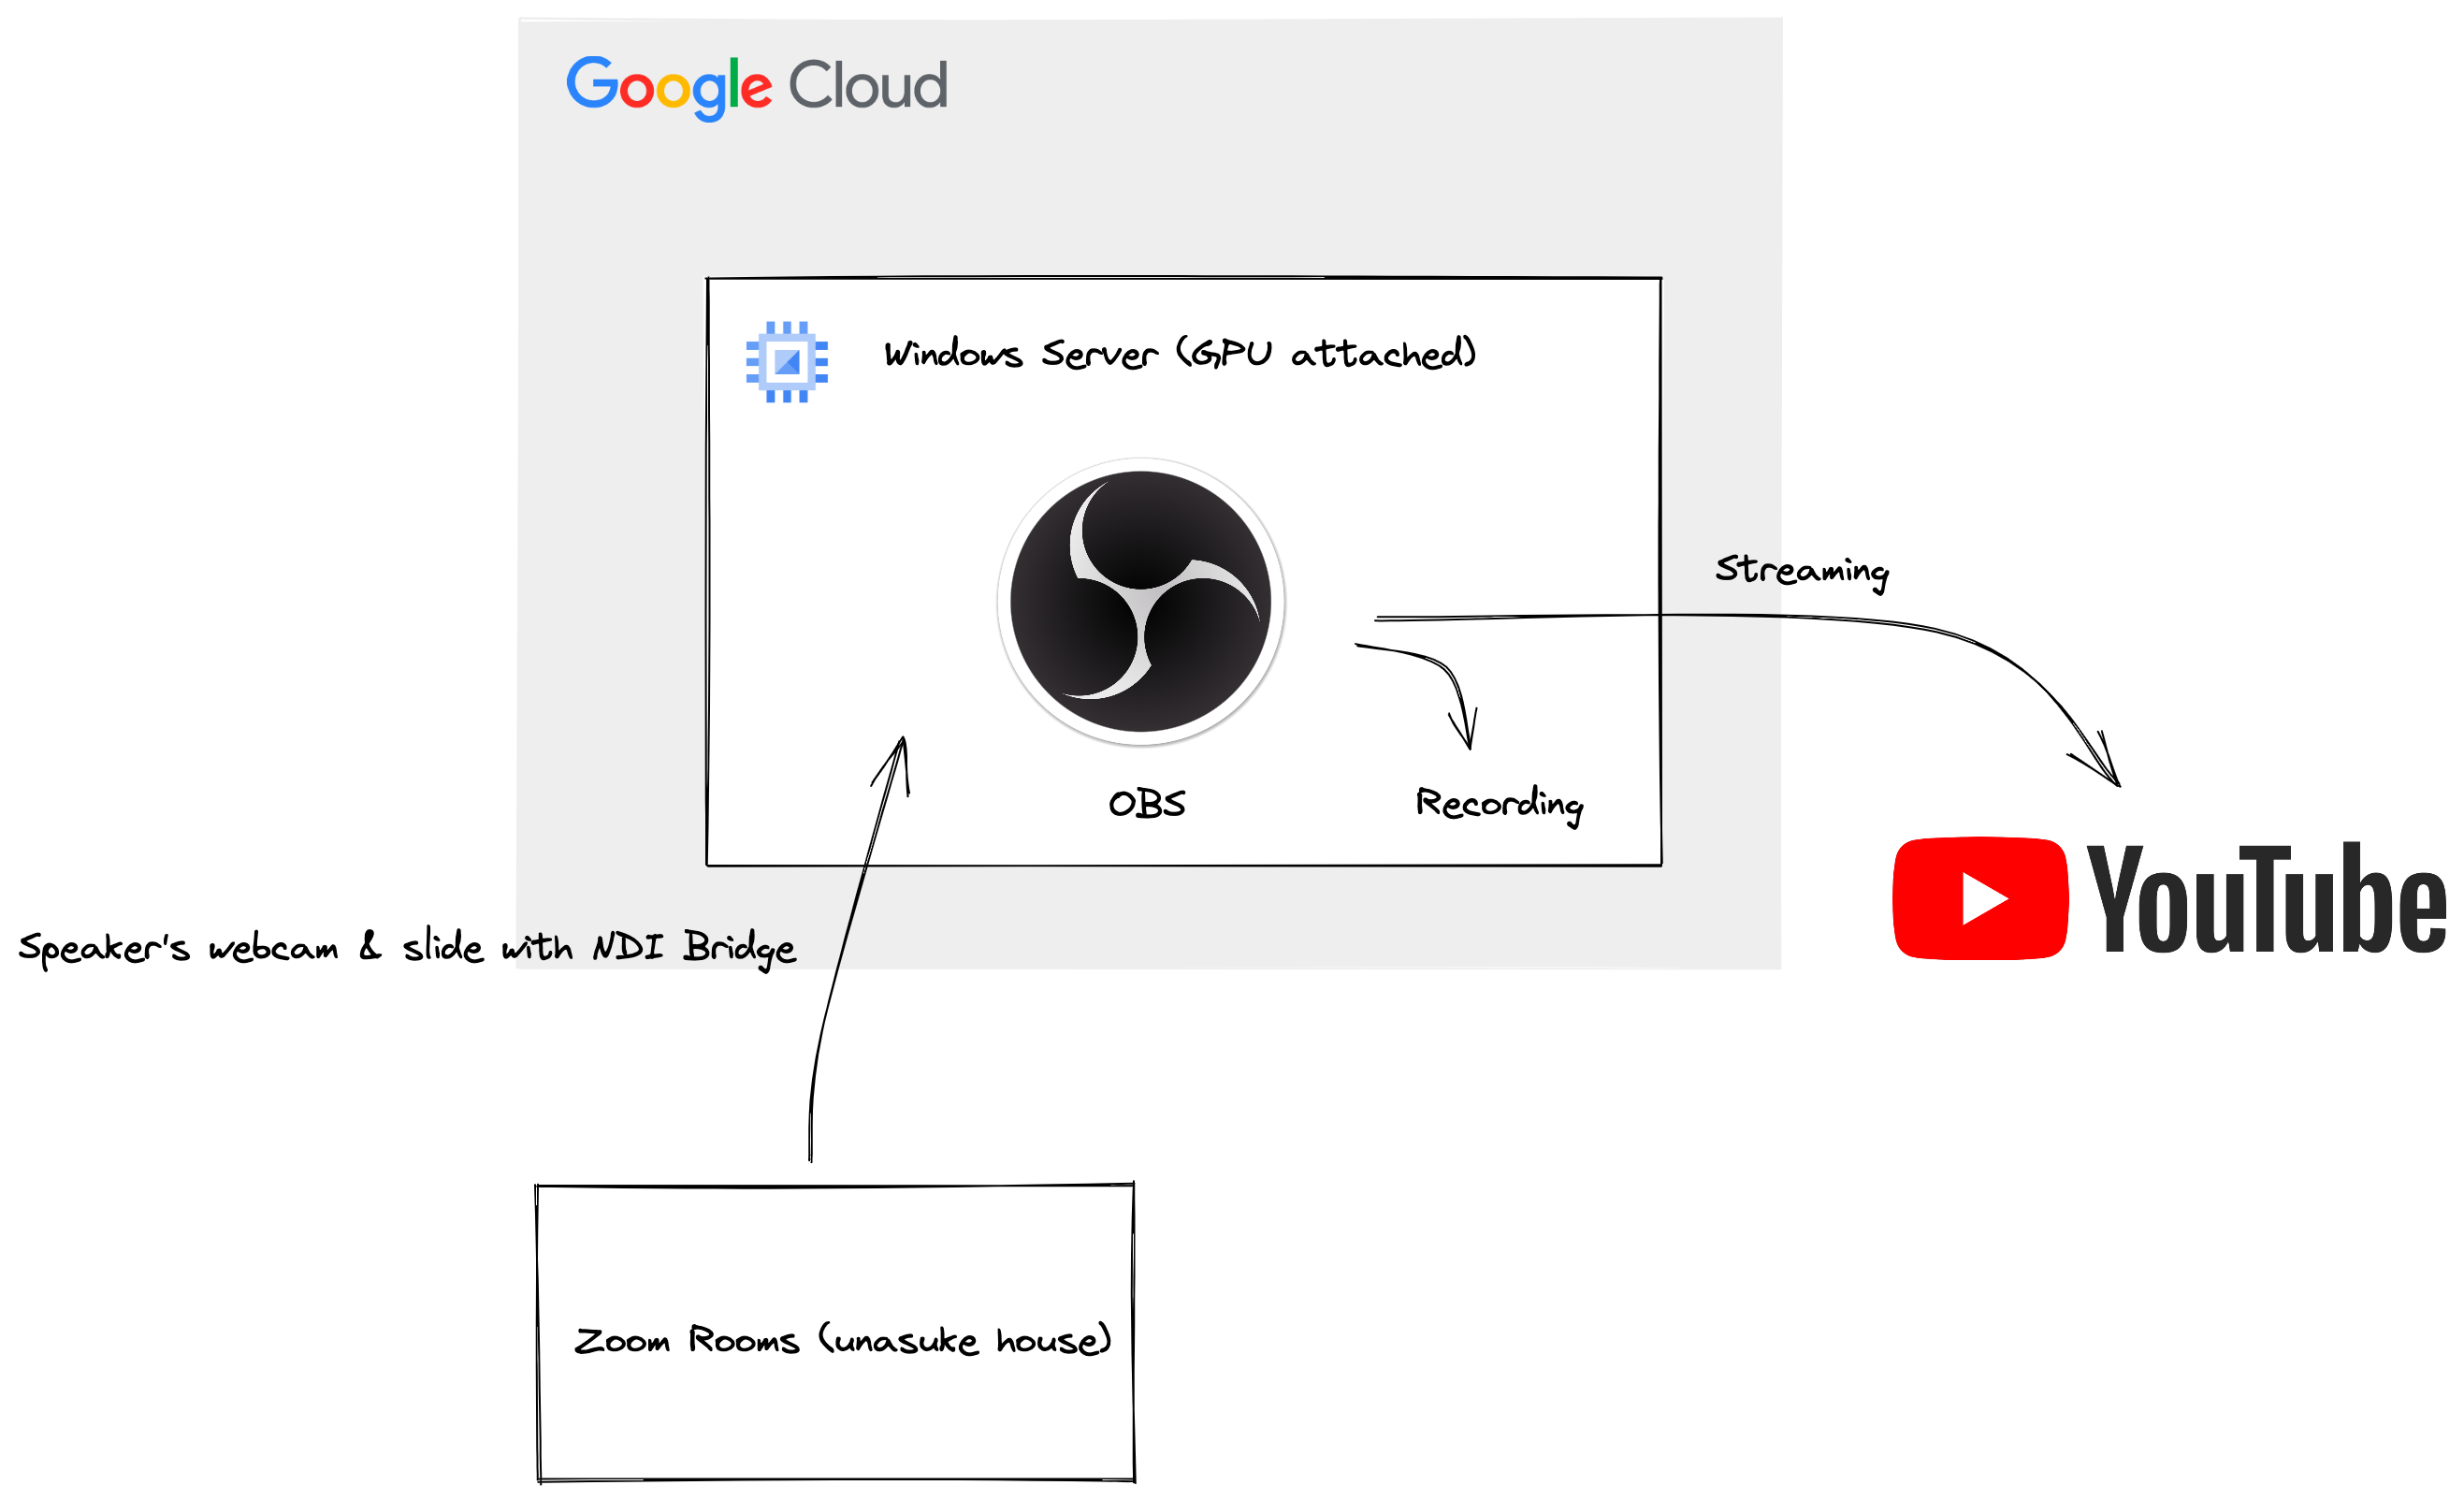 Google Cloud
Windows Server (GPU attached)
Streaming
OBS
Recording
YouTube
Speaker's webcam & slide with NDI Bridge
Zoom Rooms (unasuke house)